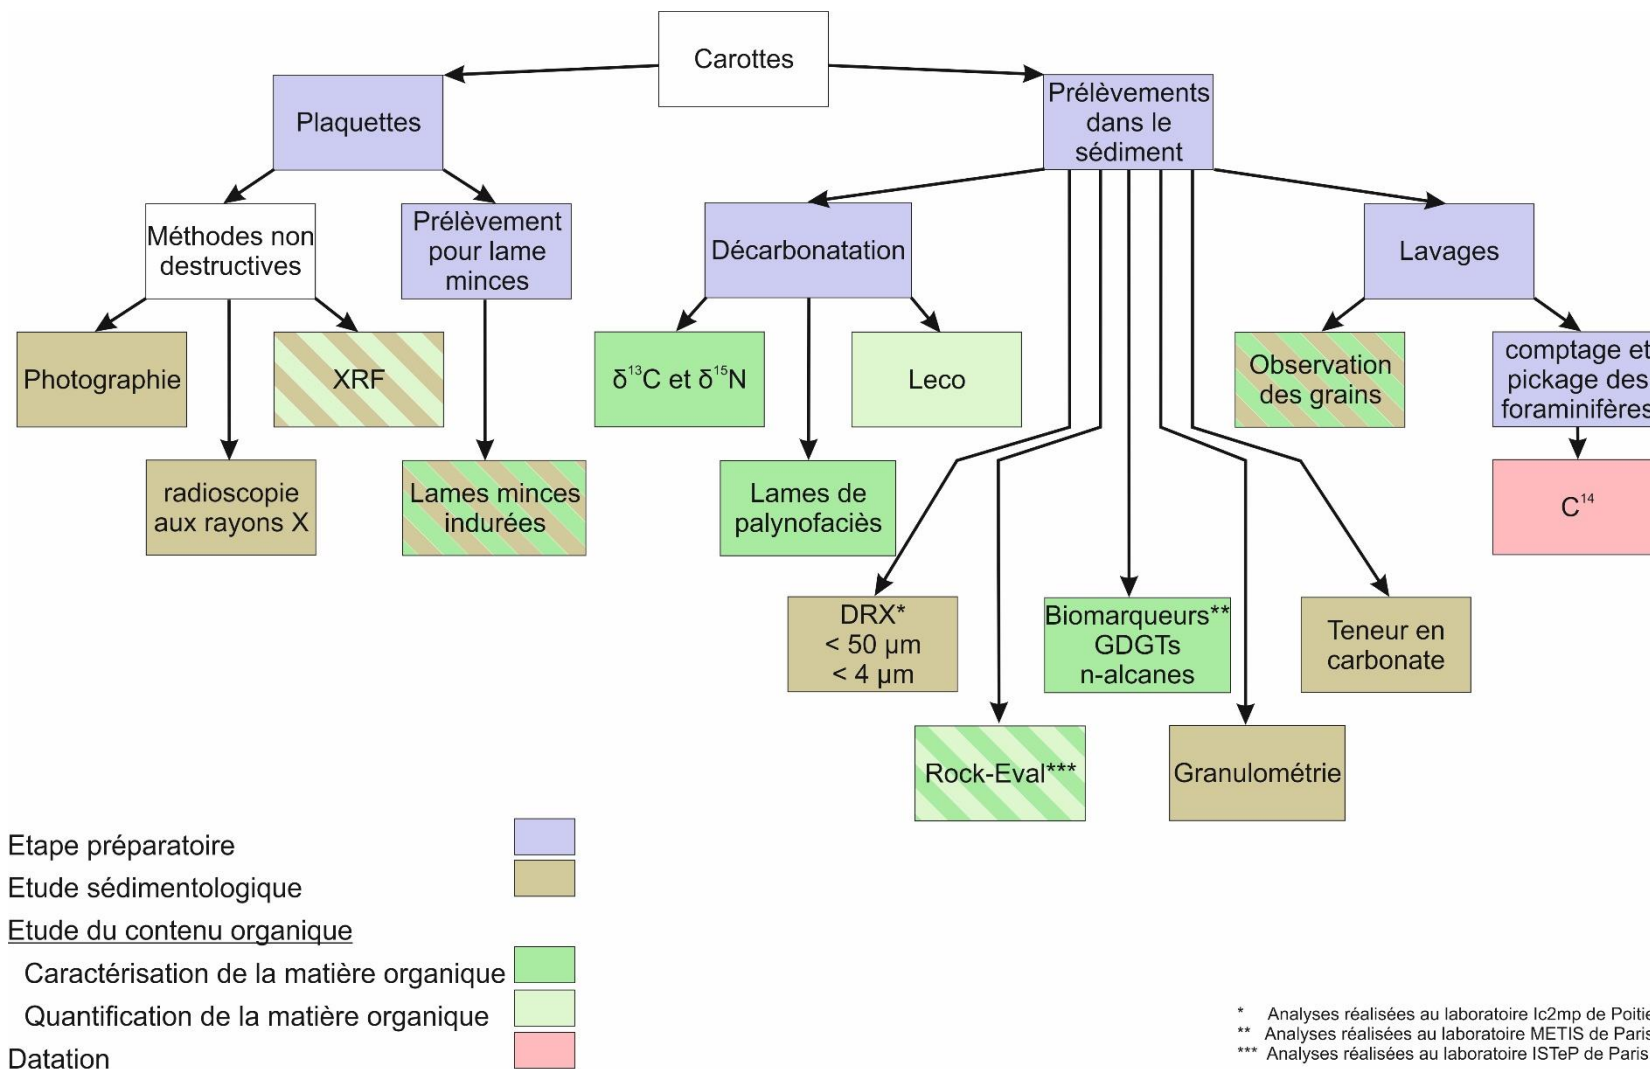 Carottes
Plaquettes
Prélèvements
dans le
sédiment
Méthodes non
destructives
Prélèvement
pour lame
minces
Décarbonatation
Lavages
Photographie
XRF
δ¹³C et δ¹⁵N
Leco
Observation
des grains
comptage et
pickage des
foraminifères
radioscopie
aux rayons X
Lames minces
indurées
Lames de
palynofaciès
C¹⁴
DRX*
< 50 µm
< 4 µm
Biomarqueurs**
GDGTs
n-alcanes
Teneur en
carbonate
Rock-Eval***
Granulométrie
Etape préparatoire
Etude sédimentologique
Etude du contenu organique
Caractérisation de la matière organique
Quantification de la matière organique
Datation
* Analyses réalisées au laboratoire Ic2mp de
** Analyses réalisées au laboratoire METIS de Paris
*** Analyses réalisées au laboratoire ISTeP de Paris